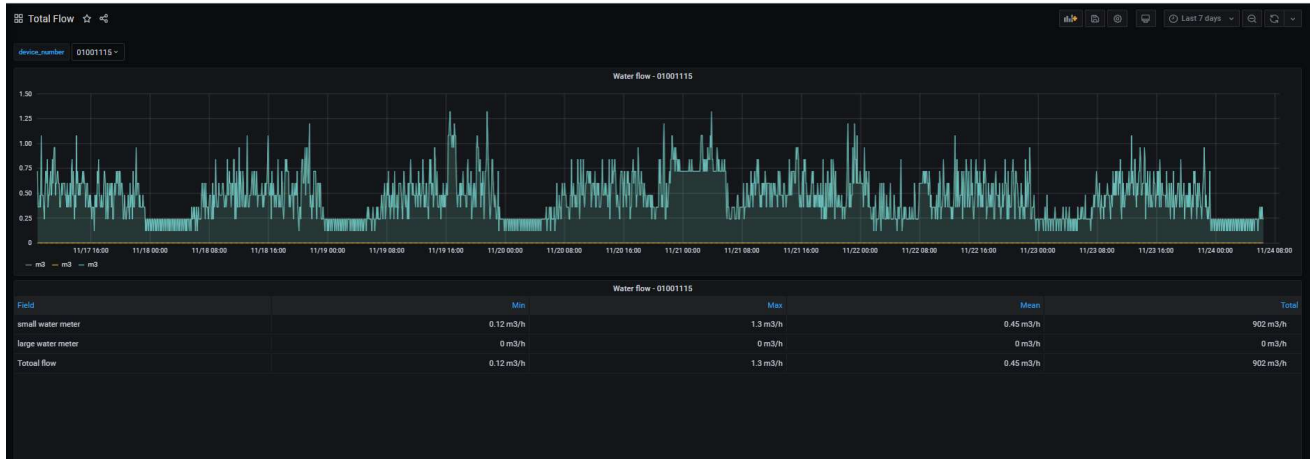 Total Flow
Last 7 days
device_number 01001115
Water flow - 01001115
1.50
1.25
1.00
0.75
0.50
0.25
0
11/17 16:00 11/18 00:00 11/18 08:00 11/18 16:00 11/19 00:00 11/19 08:00 11/19 16:00 11/20 00:00 11/20 08:00 11/20 16:00 11/21 00:00 11/21 08:00 11/21 16:00 11/22 00:00 11/22 08:00 11/22 16:00 11/23 00:00 11/23 08:00 11/23 16:00 11/24 00:00 11/24 08:00
m3 m3 m3
Water flow - 01001115
Field Min Max Mean Total
small water meter 0.12 m3/h 1.3 m3/h 0.45 m3/h 902 m3/h
large water meter 0 m3/h 0 m3/h 0 m3/h 0 m3/h
Totoal flow 0.12 m3/h 1.3 m3/h 0.45 m3/h 902 m3/h